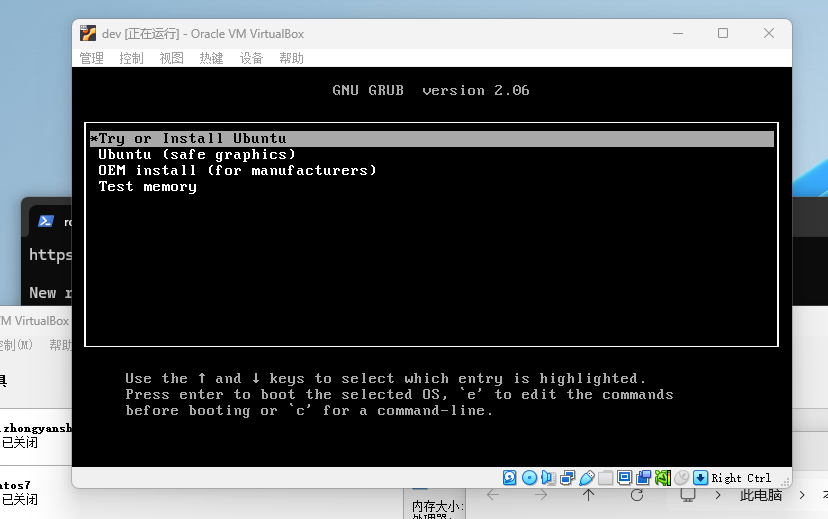 dev [正在运行] - Oracle VM VirtualBox
管理 控制 视图 热键 设备 帮助
GNU GRUB version 2.06
*Try or Install Ubuntu
Ubuntu (safe graphics)
OEM install (for manufacturers)
Test memory
Use the ↑ and ↓ keys to select which entry is highlighted.
Press enter to boot the selected OS, `e' to edit the commands
before booting or `c' for a command-line.
Right Ctrl
https
New
VM VirtualBox
控制(M) 帮助
具
zhongyansh
已关闭
tos7
已关闭
内存大小:
处理器:
此电脑